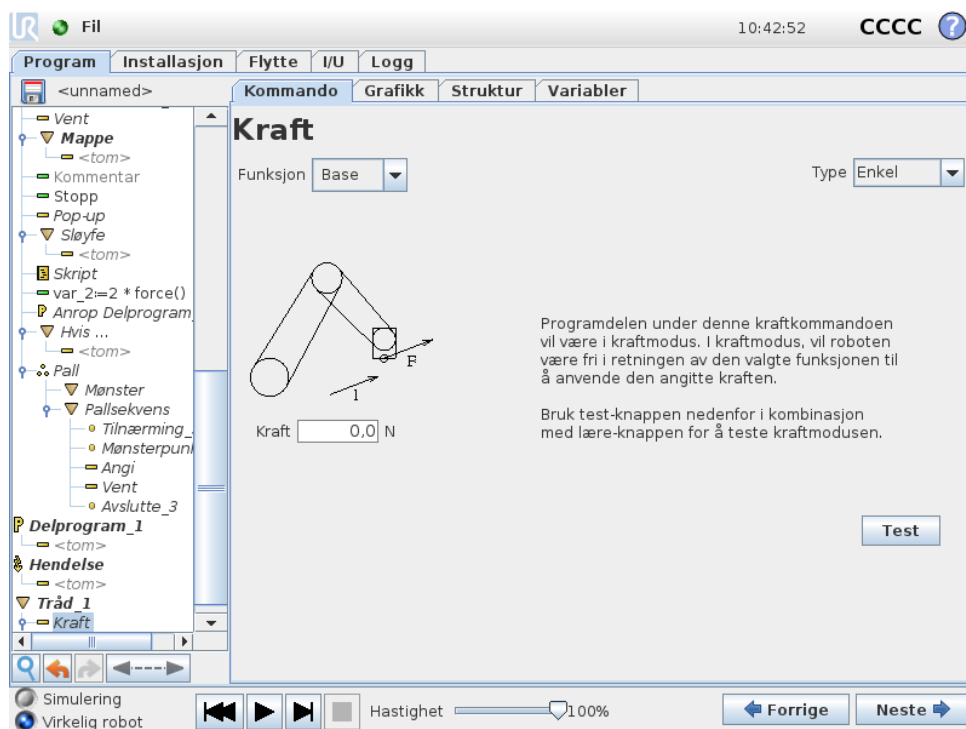 UR Fil 10:42:52 CCCC ?
Program Installasjon Flytte I/U Logg
<unnamed>
Kommando Grafikk Struktur Variabler
Vent
Mappe
<tom>
Kommentar
Stopp
Pop-up
Sløyfe
<tom>
Skript
var_2:=2 * force()
Anrop Delprogram_
Hvis ...
<tom>
Pall
Mønster
Pallsekvens
Tilnærming_
Mønsterpun
Angi
Vent
Avslutte_3
P Delprogram_1
<tom>
Hendelse
<tom>
Tråd_1
Kraft
Kraft
Funksjon Base
Type Enkel
F
1
Kraft 0,0 N
Programdelen under denne kraftkommandoen
vil være i kraftmodus. I kraftmodus, vil roboten
være fri i retningen av den valgte funksjonen til
å anvende den angitte kraften.
Bruk test-knappen nedenfor i kombinasjon
med lære-knappen for å teste kraftmodusen.
Test
Simulering
Virkelig robot
Hastighet 100%
Forrige Neste